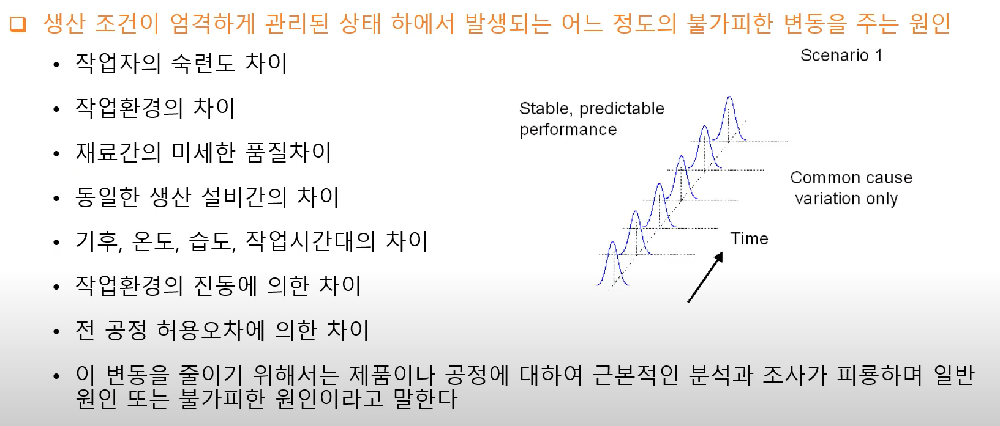 생산 조건이 엄격하게 관리된 상태 하에서 발생되는 어느 정도의 불가피한 변동을 주는 원인
• 작업자의 숙련도 차이
• 작업환경의 차이
• 재료간의 미세한 품질차이
• 동일한 생산 설비간의 차이
• 기후, 온도, 습도, 작업시간대의 차이
• 작업환경의 진동에 의한 차이
• 전 공정 허용오차에 의한 차이
• 이 변동을 줄이기 위해서는 제품이나 공정에 대하여 근본적인 분석과 조사가 피룡하며 일반
원인 또는 불가피한 원인이라고 말한다
Scenario 1
Stable, predictable
performance
Common cause
variation only
Time